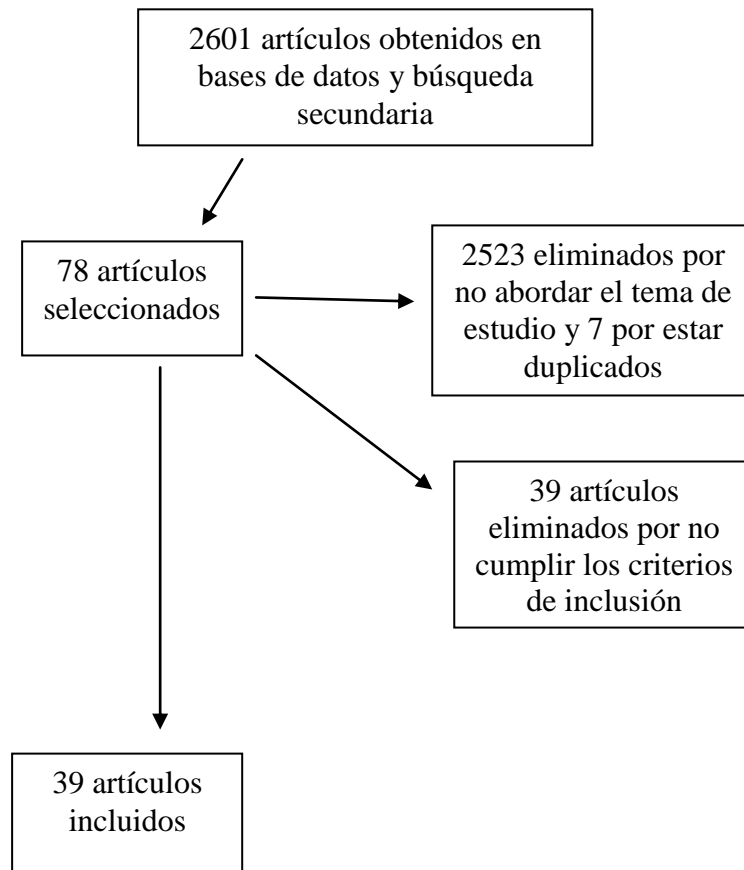 2601 artículos obtenidos en
bases de datos y búsqueda
secundaria
78 artículos
seleccionados
2523 eliminados por
no abordar el tema de
estudio y 7 por estar
duplicados
39 artículos
eliminados por no
cumplir los criterios
de inclusión
39 artículos
incluidos